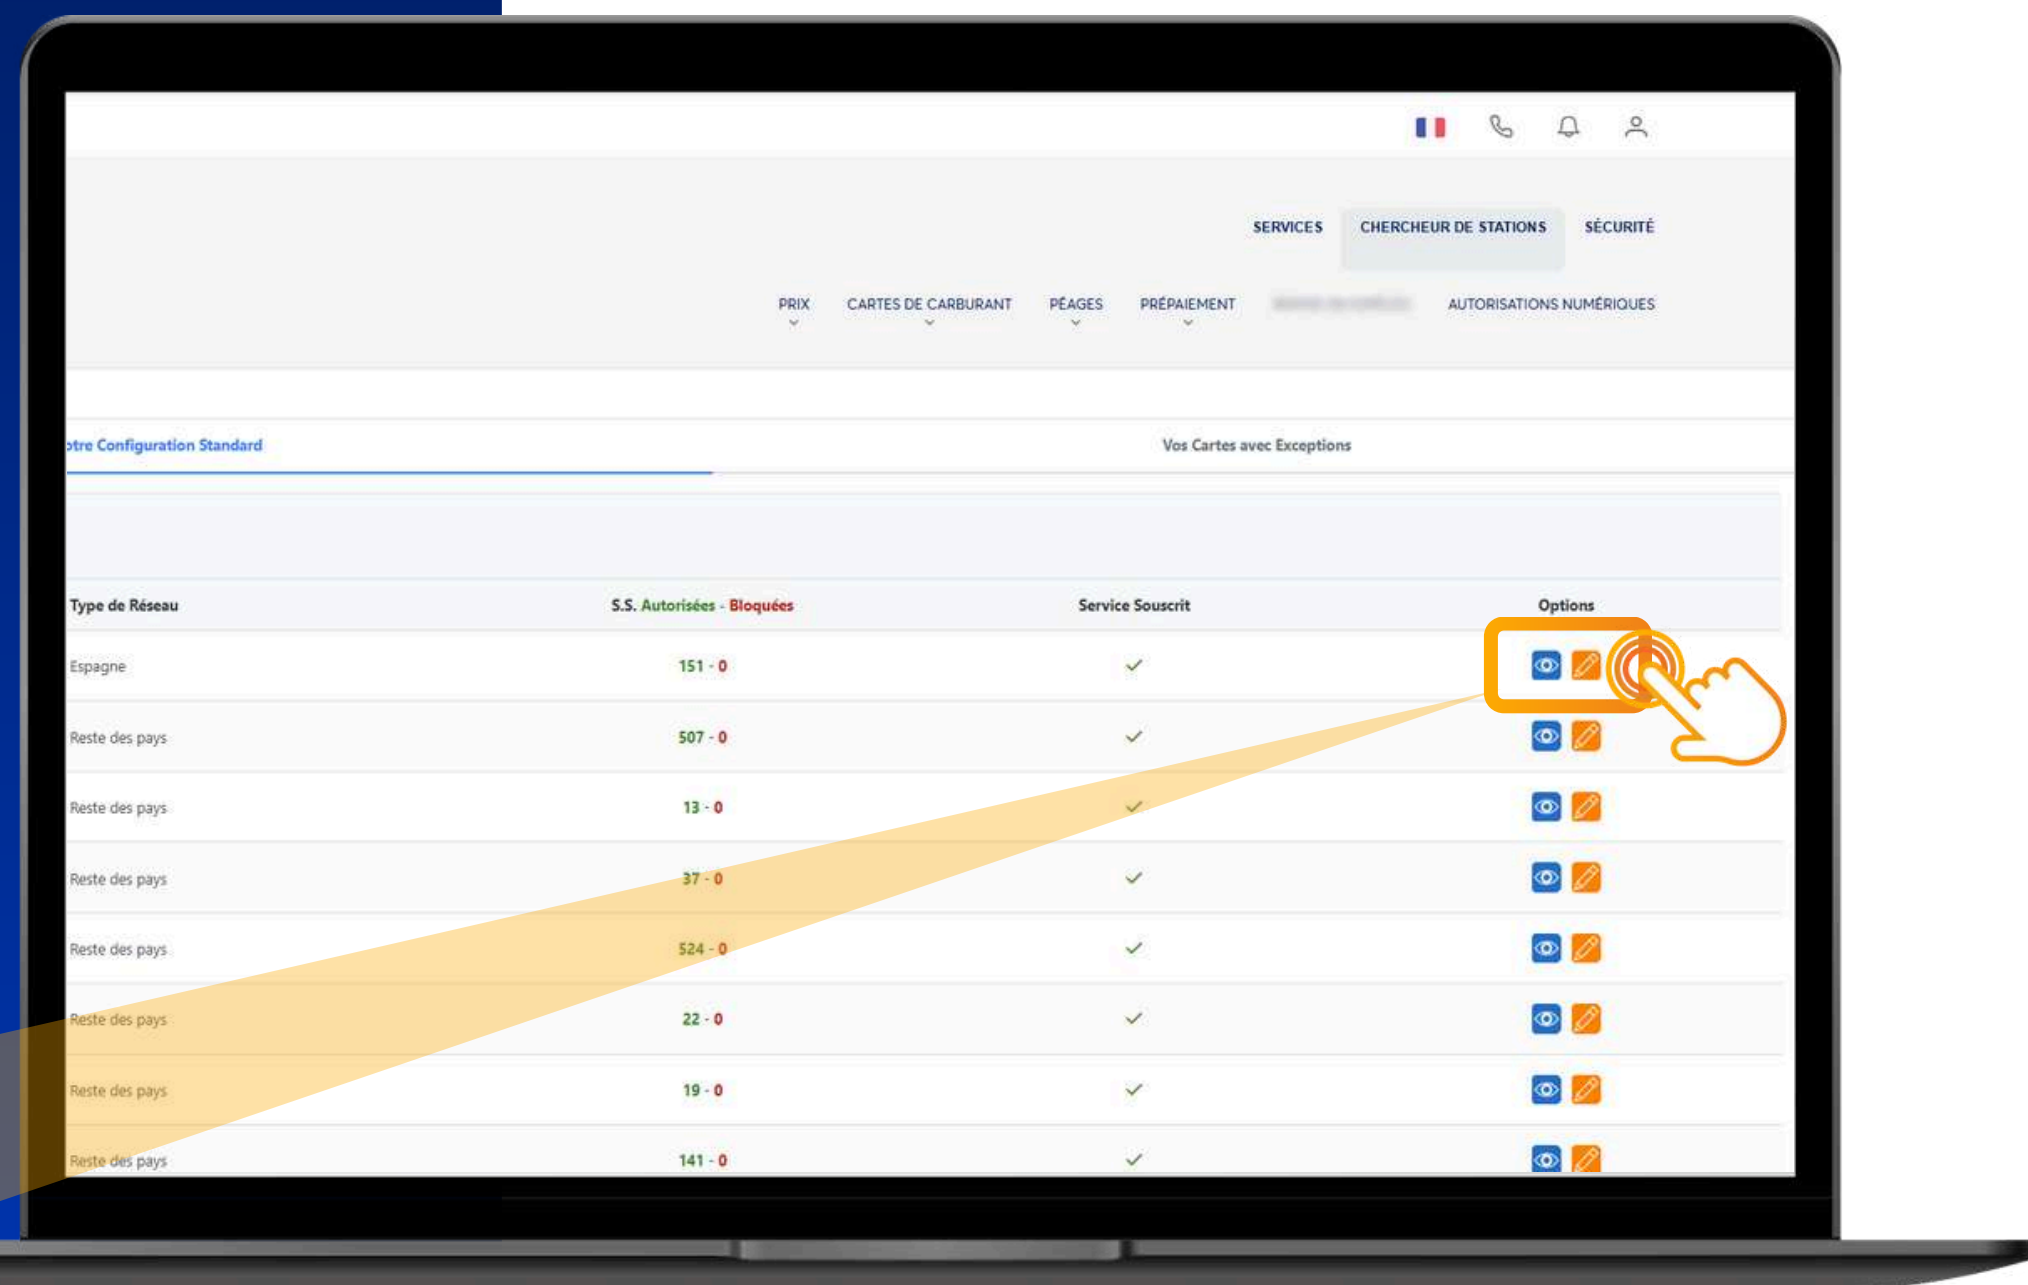 SERVICES CHERCHEUR DE STATIONS SÉCURITÉ
PRIX CARTES DE CARBURANT PÉAGES PRÉPAIEMENT AUTORISATIONS NUMÉRIQUES
otre Configuration Standard Vos Cartes avec Exceptions
Type de Réseau S.S. Autorisées - Bloquées Service Souscrit Options
Espagne 151 - 0
Reste des pays 507 - 0
Reste des pays 13 - 0
Reste des pays 37 - 0
Reste des pays 524 - 0
Reste des pays 22 - 0
Reste des pays 19 - 0
Reste des pays 141 - 0